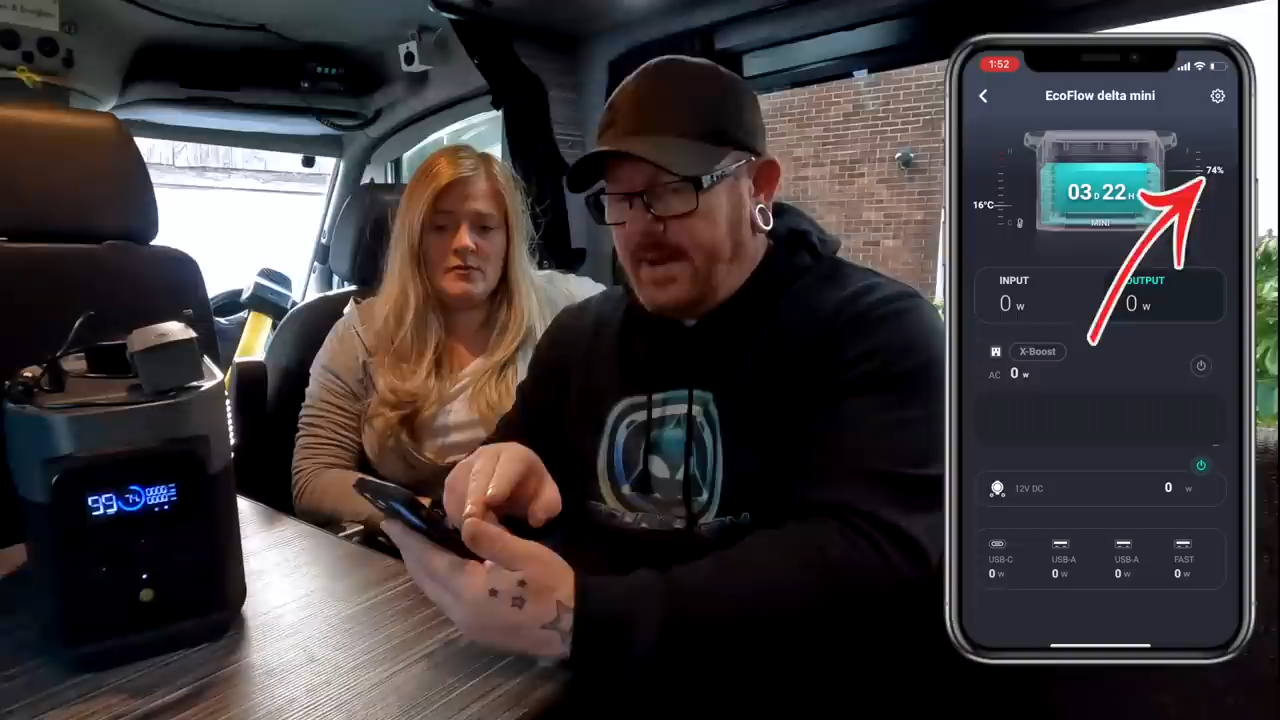 99 74
1:52
EcoFlow delta mini
74%
03 D 22 H
16°C
MINI
INPUT
OUTPUT
0 w
0 w
X-Boost
AC 0 w
12V DC
0 w
USB-C
USB-A
USB-A
FAST
0 w
0 w
0 w
0 w